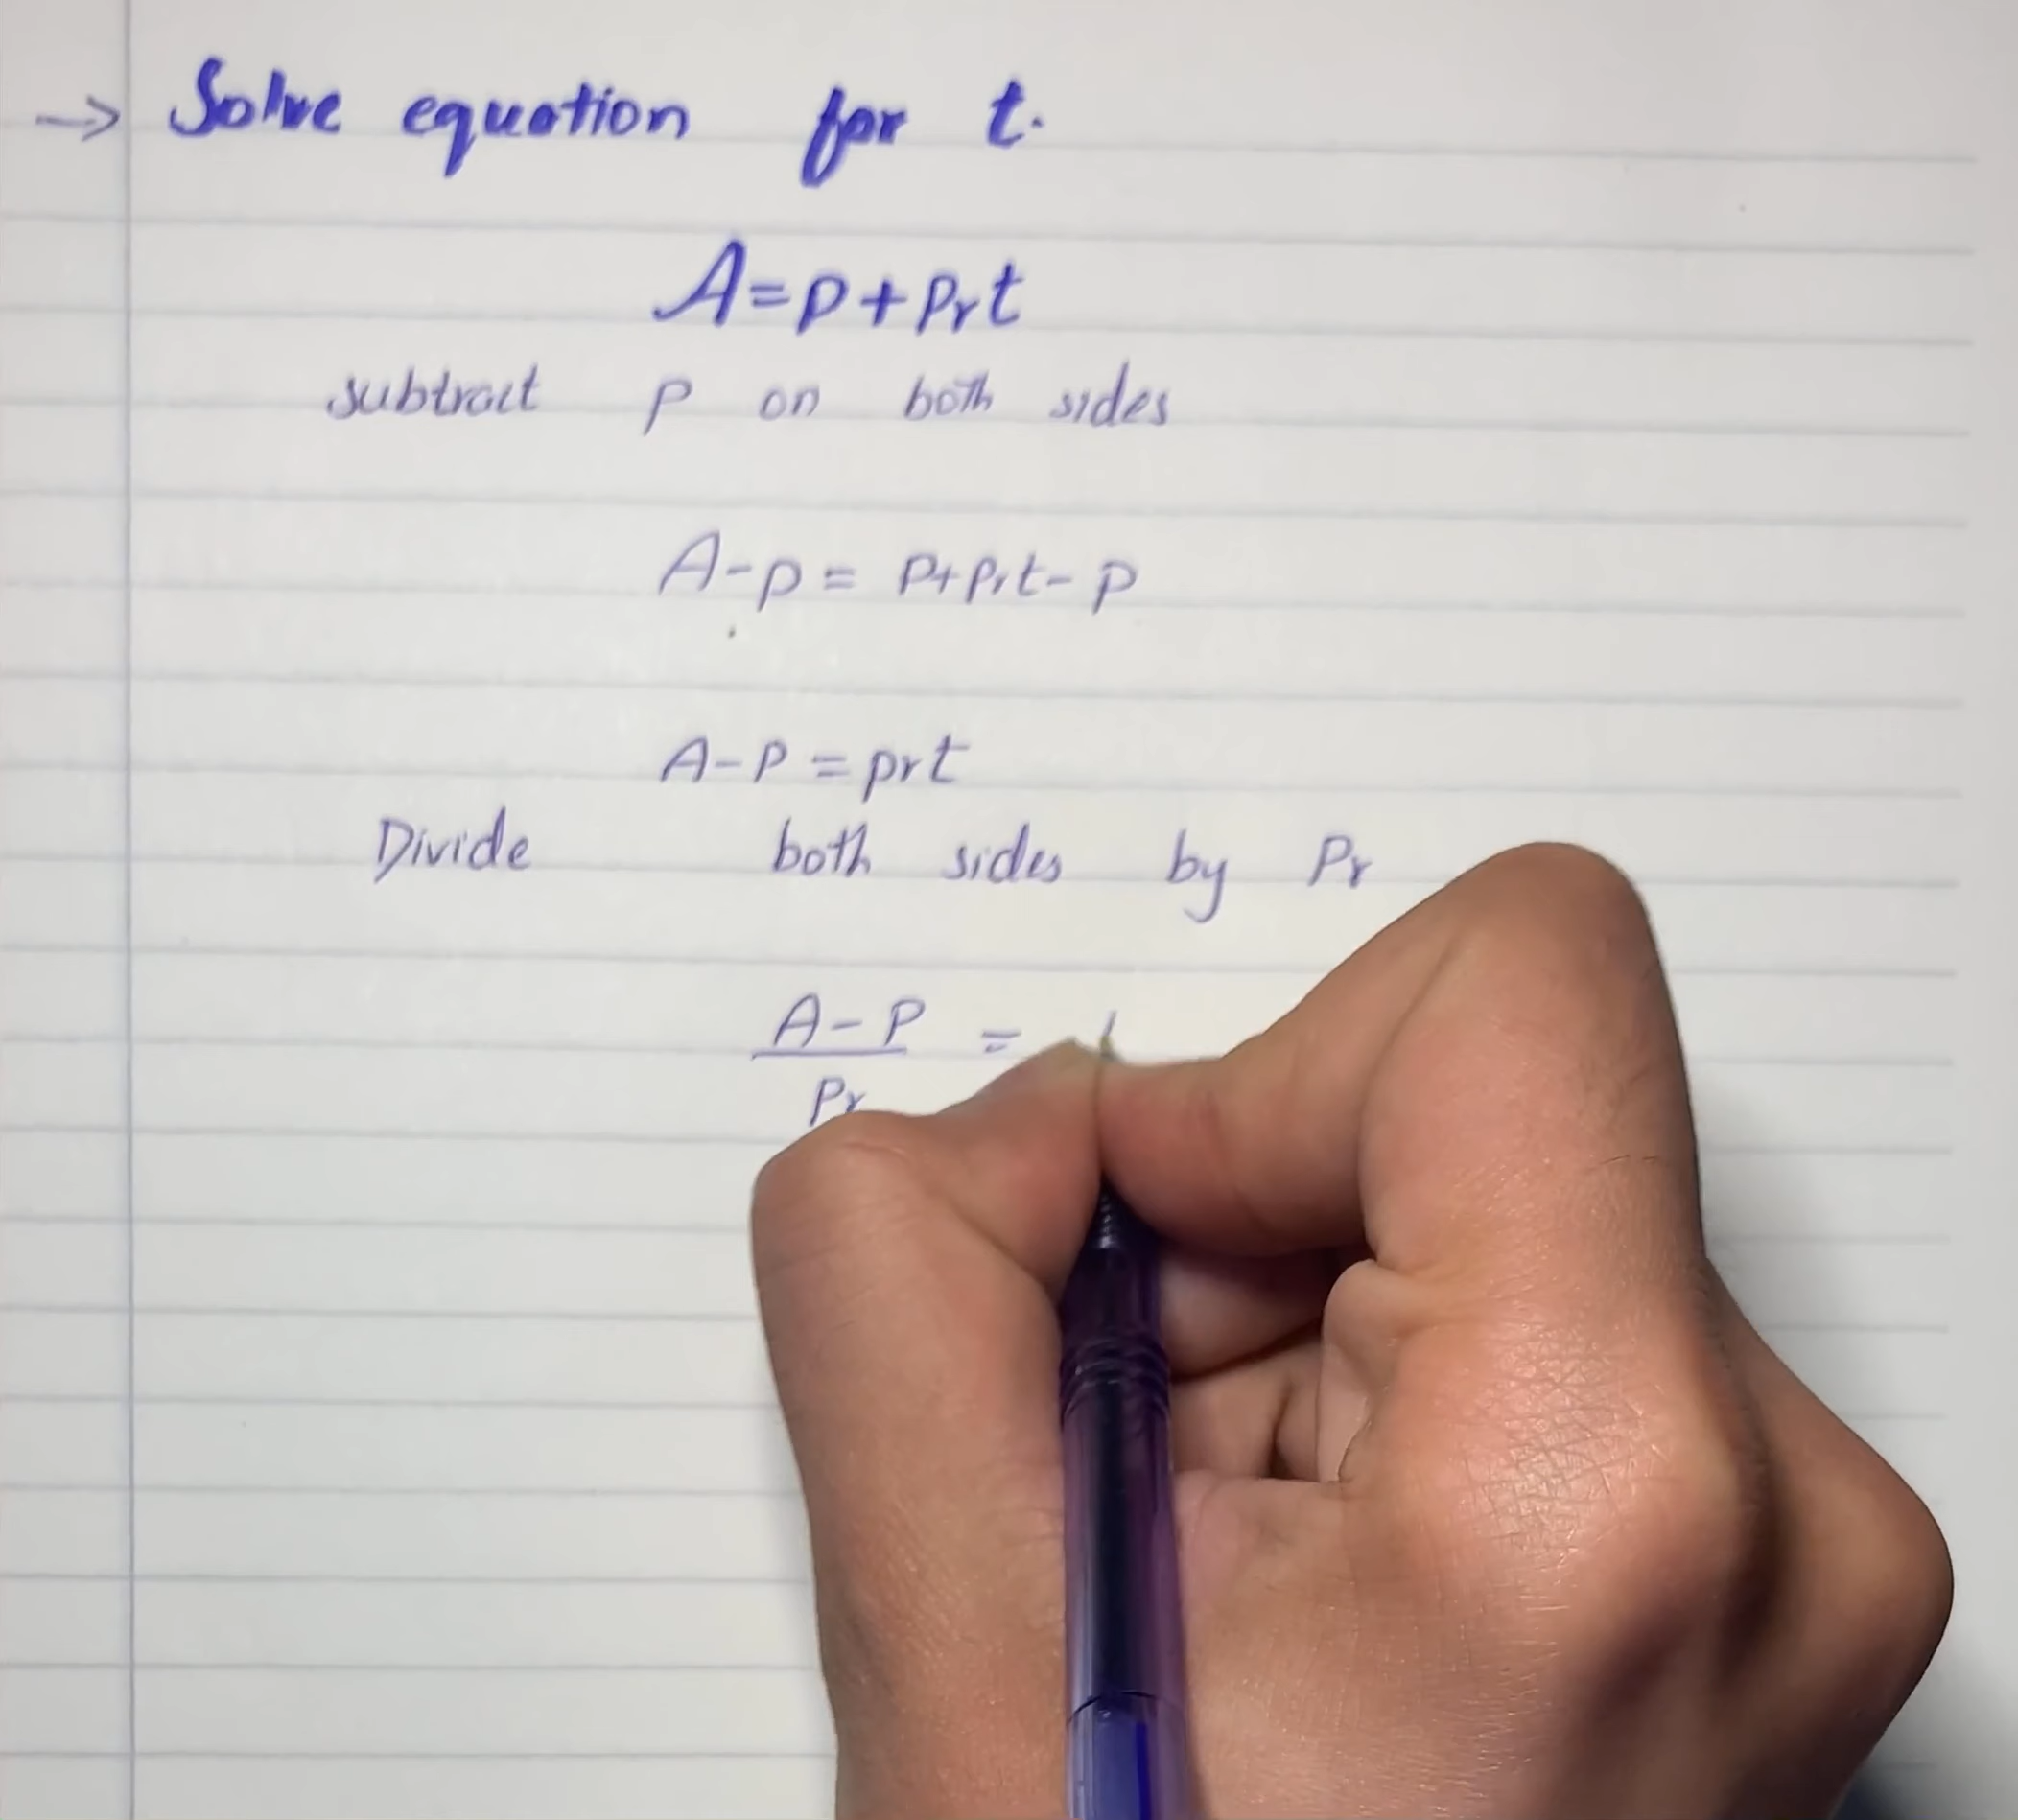 → Solve equation for t.
A=P+Prt
subtract P on both sides
A-P= P+Prt-P
A-P=Prt
Divide both sides by Pr
A-P =
Pr